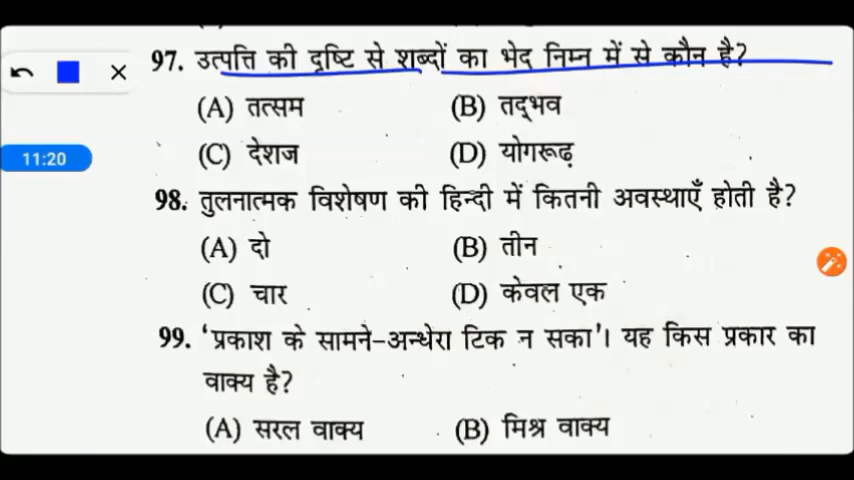 97. उत्पत्ति की दृष्टि से शब्दों का भेद निम्न में से कौन है?
(A) तत्सम (B) तद्भव
11:20 (C) देशज (D) योगरूढ़
98. तुलनात्मक विशेषण की हिन्दी में कितनी अवस्थाएँ होती है?
(A) दो (B) तीन
(C) चार (D) केवल एक
99. ‘प्रकाश के सामने-अन्धेरा टिक न सका’। यह किस प्रकार का
वाक्य है?
(A) सरल वाक्य (B) मिश्र वाक्य